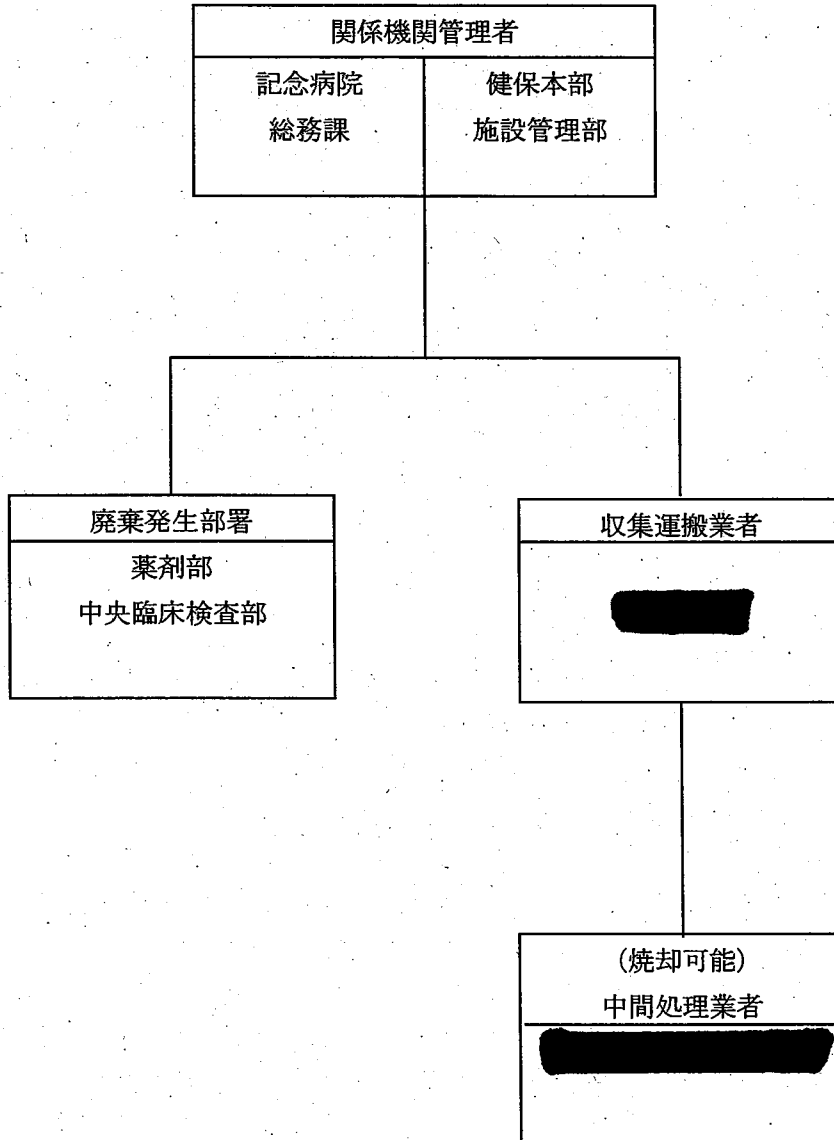 関係機関管理者
記念病院
総務課
健保本部
施設管理部
廃棄発生部署
薬剤部
中央臨床検査部
収集運搬業者
(焼却可能)
中間処理業者